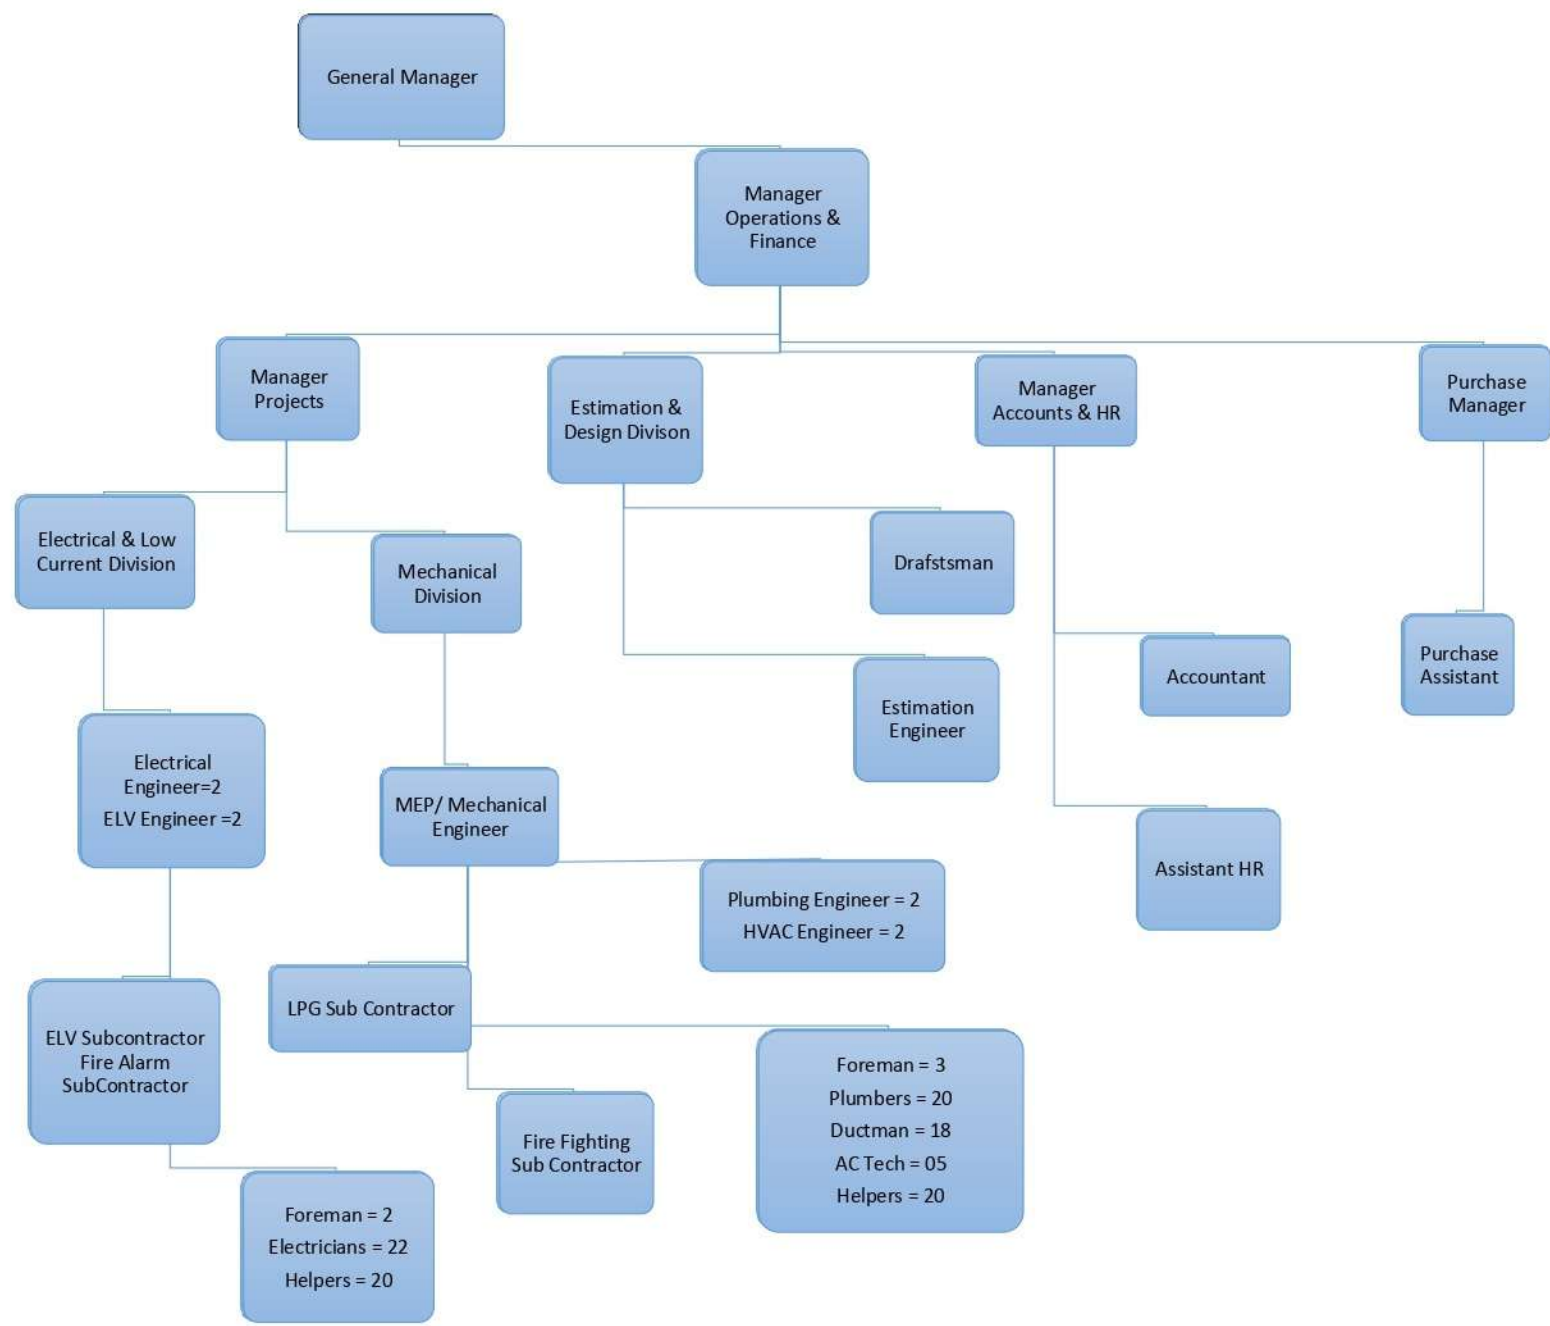 General Manager
Manager
Operations &
Finance
Manager
Projects
Estimation &
Design Divison
Manager
Accounts & HR
Purchase
Manager
Electrical & Low
Current Division
Mechanical
Division
Drafstsman
Accountant
Purchase
Assistant
Estimation
Engineer
Electrical
Engineer=2
ELV Engineer =2
MEP/ Mechanical
Engineer
Assistant HR
Plumbing Engineer = 2
HVAC Engineer = 2
LPG Sub Contractor
ELV Subcontractor
Fire Alarm
SubContractor
Foreman = 3
Plumbers = 20
Ductman = 18
AC Tech = 05
Helpers = 20
Fire Fighting
Sub Contractor
Foreman = 2
Electricians = 22
Helpers = 20